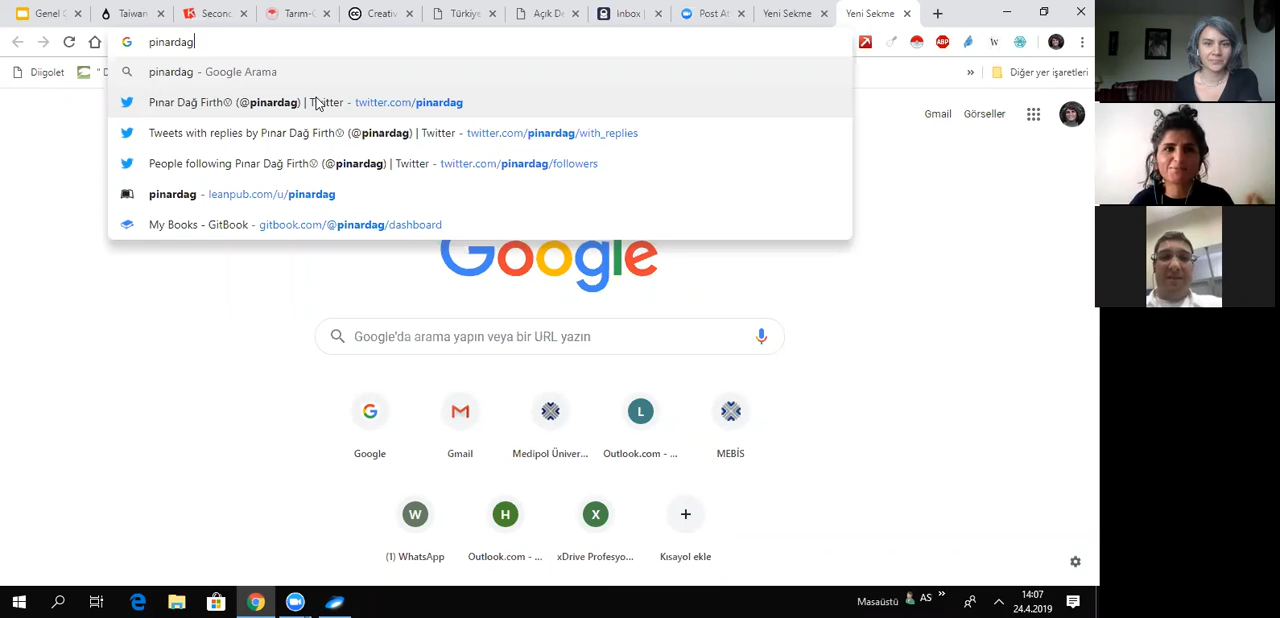 Genel G
Taiwan
Second
Tarım-G
Creativ
Türkiye
Açık De
Inbox |
Post At
Yeni Sekme
Yeni Sekme
pinardag
ABP
W
Diigolet
" D
»
Diğer yer işaretleri
pinardag - Google Arama
Pınar Dağ Firth (@pinardag) | Twitter - twitter.com/pinardag
Tweets with replies by Pınar Dağ Firth (@pinardag) | Twitter - twitter.com/pinardag/with_replies
People following Pınar Dağ Firth (@pinardag) | Twitter - twitter.com/pinardag/followers
pinardag - leanpub.com/u/pinardag
My Books - GitBook - gitbook.com/@pinardag/dashboard
Gmail Görseller
Google
Google'da arama yapın veya bir URL yazın
L
Google
Gmail
Medipol Üniver...
Outlook.com - ...
MEBİS
W
H
X
(1) WhatsApp
Outlook.com - ...
xDrive Profesyo...
Kısayol ekle
Masaüstü
AS
»
14:07
24.4.2019